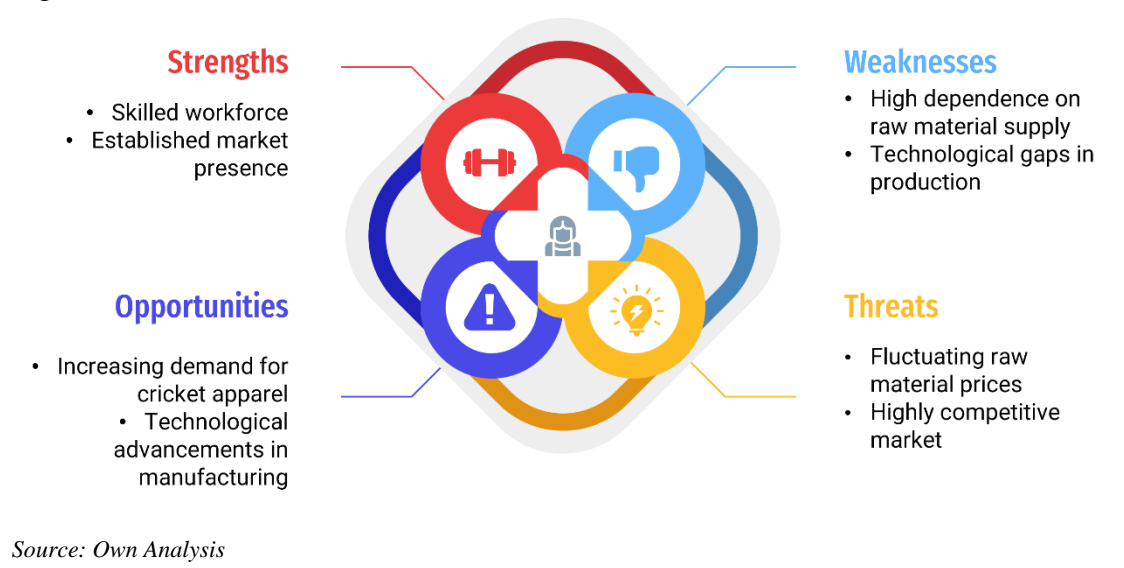 Strengths
• Skilled workforce
• Established market
presence
Weaknesses
• High dependence on
raw material supply
• Technological gaps in
production
Opportunities
• Increasing demand for
cricket apparel
• Technological
advancements in
manufacturing
Threats
• Fluctuating raw
material prices
• Highly competitive
market
Source: Own Analysis